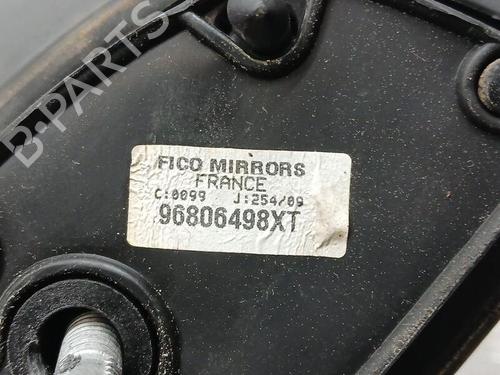 B-PARTS
FICO MIRRORS
FRANCE
C:0099 J:254/09
96806498XT